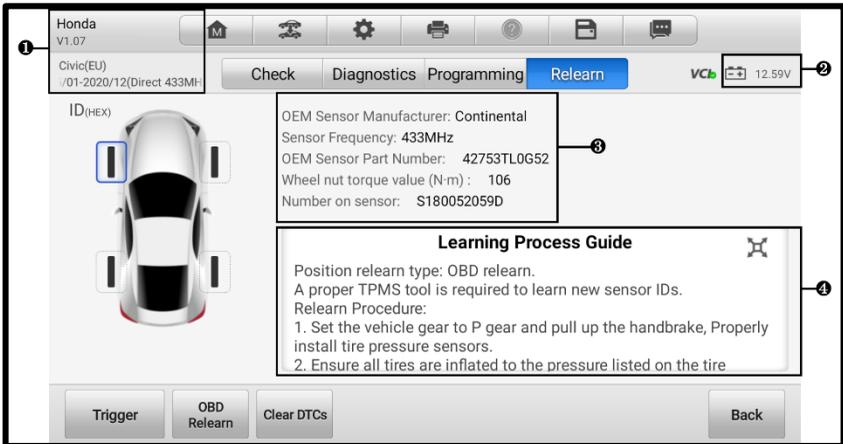 Honda
V1.07
M
?
❶
Civic(EU)
/01-2020/12(Direct 433MH
Check
Diagnostics
Programming
Relearn
VCI
12.59V
❷
ID(HEX)
OEM Sensor Manufacturer: Continental
Sensor Frequency: 433MHz
OEM Sensor Part Number: 42753TL0G52
Wheel nut torque value (N·m) : 106
Number on sensor: S180052059D
❸
Learning Process Guide
Position relearn type: OBD relearn.
A proper TPMS tool is required to learn new sensor IDs.
Relearn Procedure:
1. Set the vehicle gear to P gear and pull up the handbrake, Properly
install tire pressure sensors.
2. Ensure all tires are inflated to the pressure listed on the tire
❹
Trigger
OBD
Relearn
Clear DTCs
Back